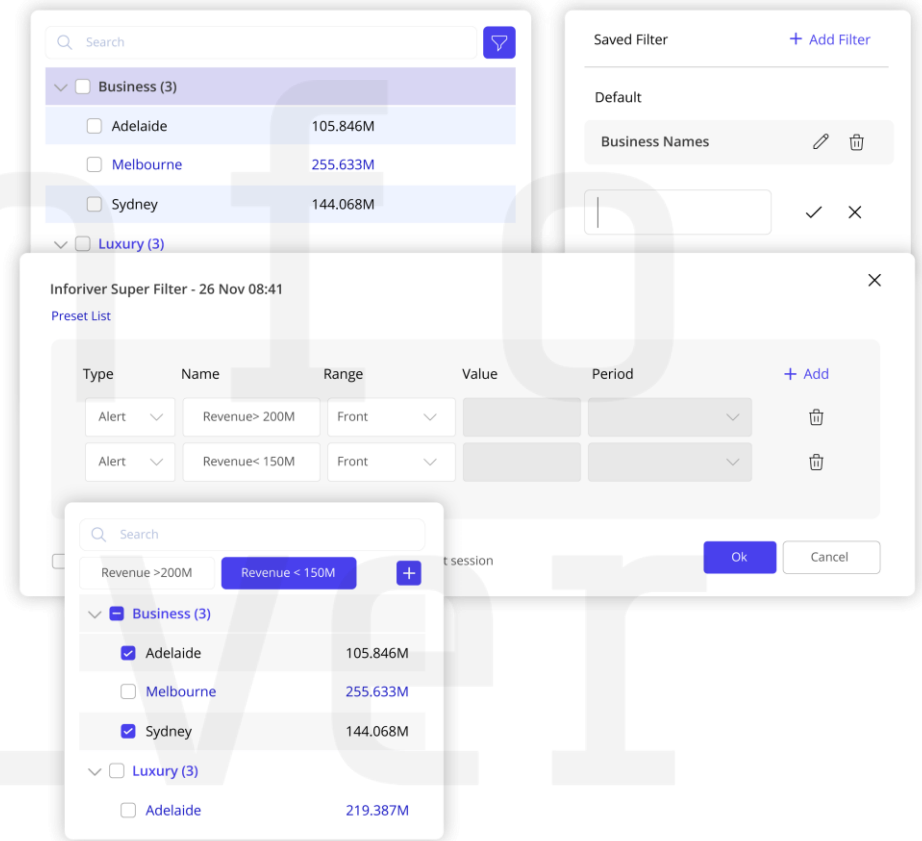 Search
Business (3)
Adelaide 105.846M
Melbourne 255.633M
Sydney 144.068M
Luxury (3)
Saved Filter + Add Filter
Default
Business Names
Inforiver Super Filter - 26 Nov 08:41
Preset List
Type Name Range Value Period + Add
Alert Revenue> 200M Front
Alert Revenue< 150M Front
t session
Ok Cancel
Search
Revenue >200M Revenue < 150M +
Business (3)
Adelaide 105.846M
Melbourne 255.633M
Sydney 144.068M
Luxury (3)
Adelaide 219.387M